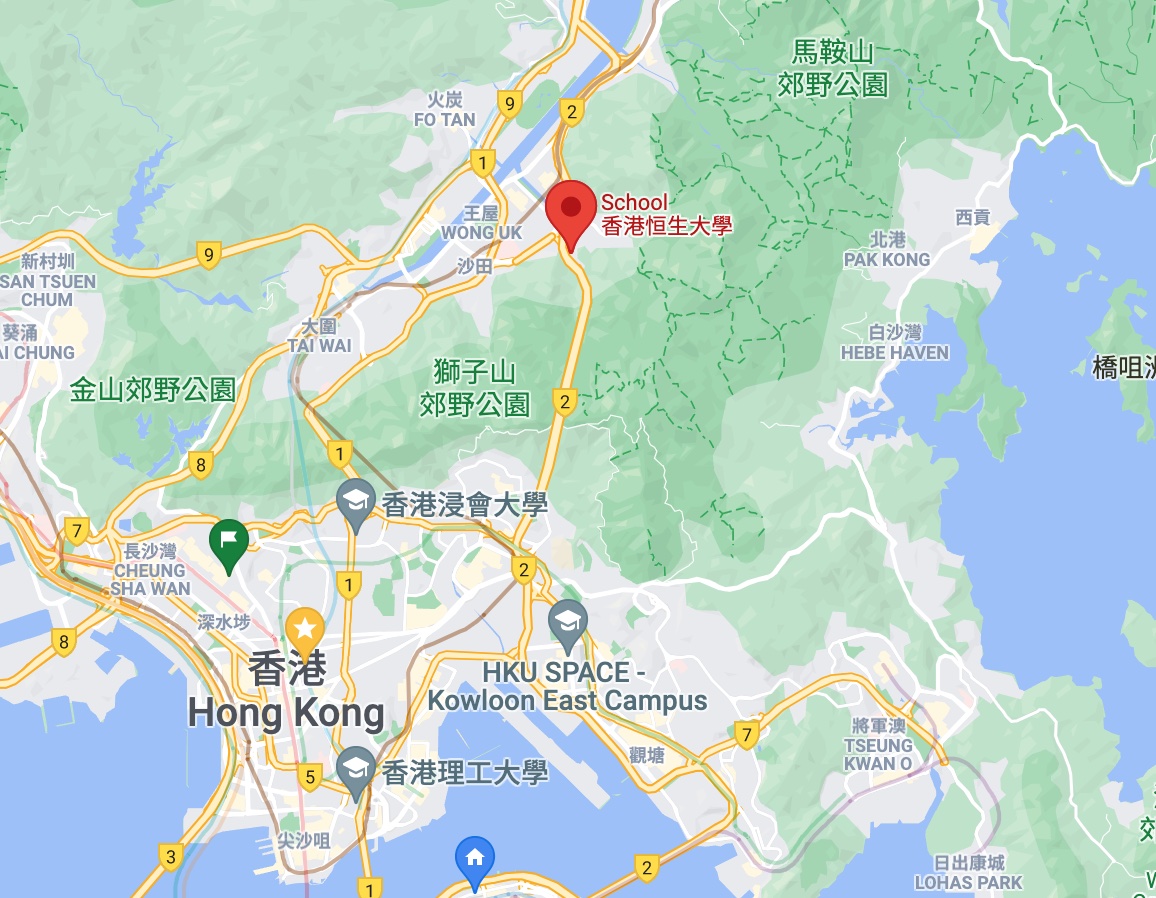 馬鞍山
郊野公園
火炭
FO TAN
9
2
1
School
香港恒生大學
王屋
WONG UK
西貢
北港
PAK KONG
9
沙田
新村圳
SAN TSUEN
CHUM
大圍
TAI WAI
葵涌
AI CHUNG
白沙灣
HEBE HAVEN
獅子山
郊野公園
金山郊野公園
橋咀洲
2
1
8
香港浸會大學
7
長沙灣
CHEUNG
SHA WAN
2
1
深水埗
8
香港
Hong Kong
HKU SPACE -
Kowloon East Campus
7
將軍澳
TSEUNG
KWAN O
觀塘
5
香港理工大學
尖沙咀
3
2
1
日出康城
LOHAS PARK
郊